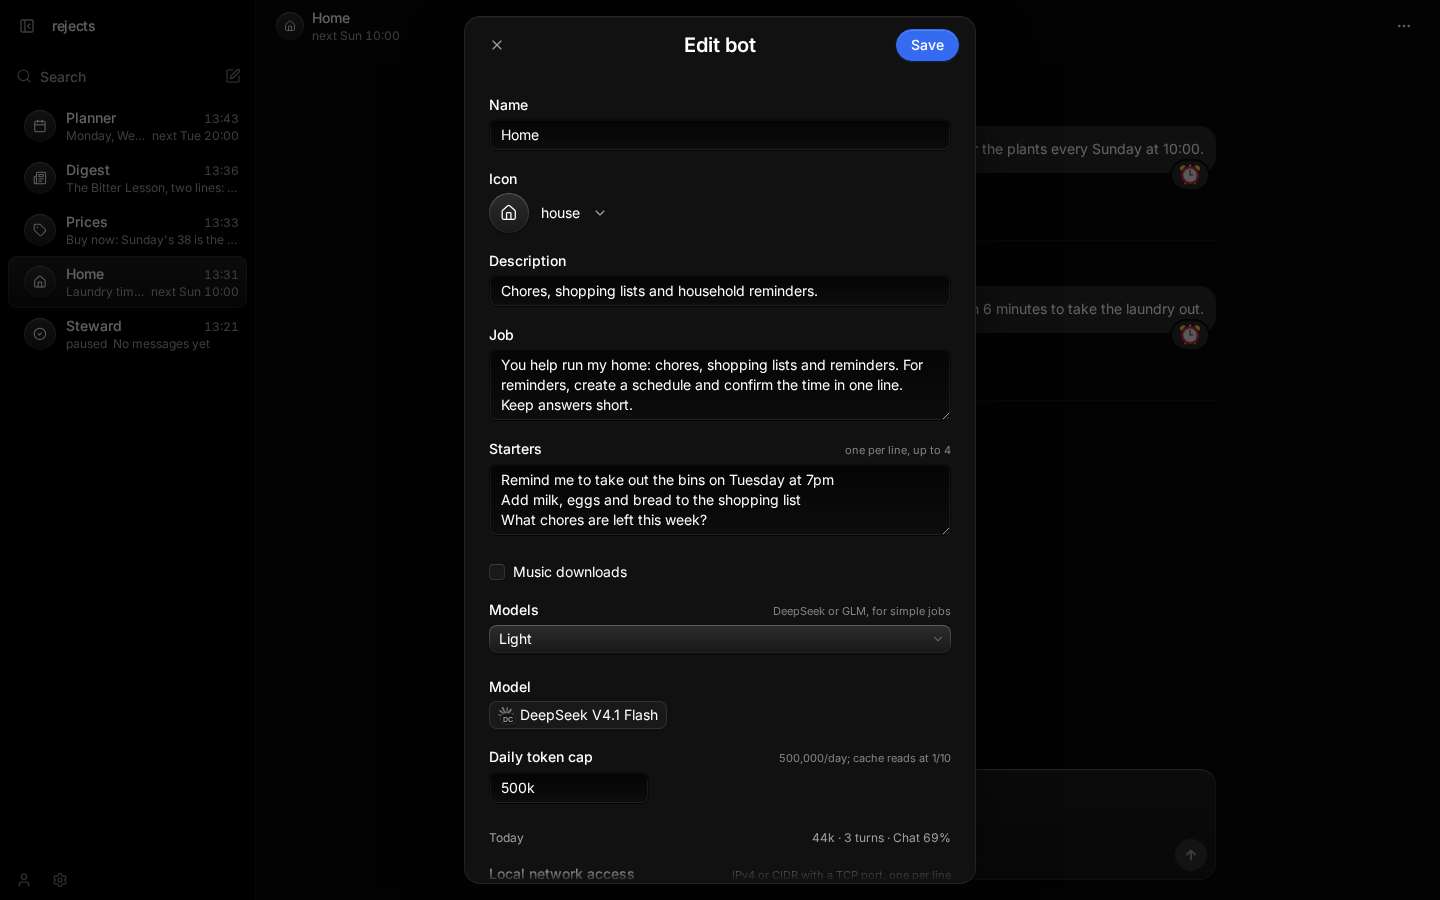 rejects
Search
Planner 13:43
Monday, We... next Tue 20:00
Digest 13:36
The Bitter Lesson, two lines: ...
Prices 13:33
Buy now: Sunday's 38 is the ...
Home 13:31
Laundry tim... next Sun 10:00
Steward 13:21
paused No messages yet
Home
next Sun 10:00
the plants every Sunday at 10:00.
6 minutes to take the laundry out.
Edit bot
Save
Name
Home
Icon
house
Description
Chores, shopping lists and household reminders.
Job
You help run my home: chores, shopping lists and reminders. For
reminders, create a schedule and confirm the time in one line.
Keep answers short.
Starters one per line, up to 4
Remind me to take out the bins on Tuesday at 7pm
Add milk, eggs and bread to the shopping list
What chores are left this week?
Music downloads
Models DeepSeek or GLM, for simple jobs
Light
Model
DC DeepSeek V4.1 Flash
Daily token cap 500,000/day; cache reads at 1/10
500k
Today 44k · 3 turns · Chat 69%
Local network access IPv4 or CIDR with a TCP port, one per line